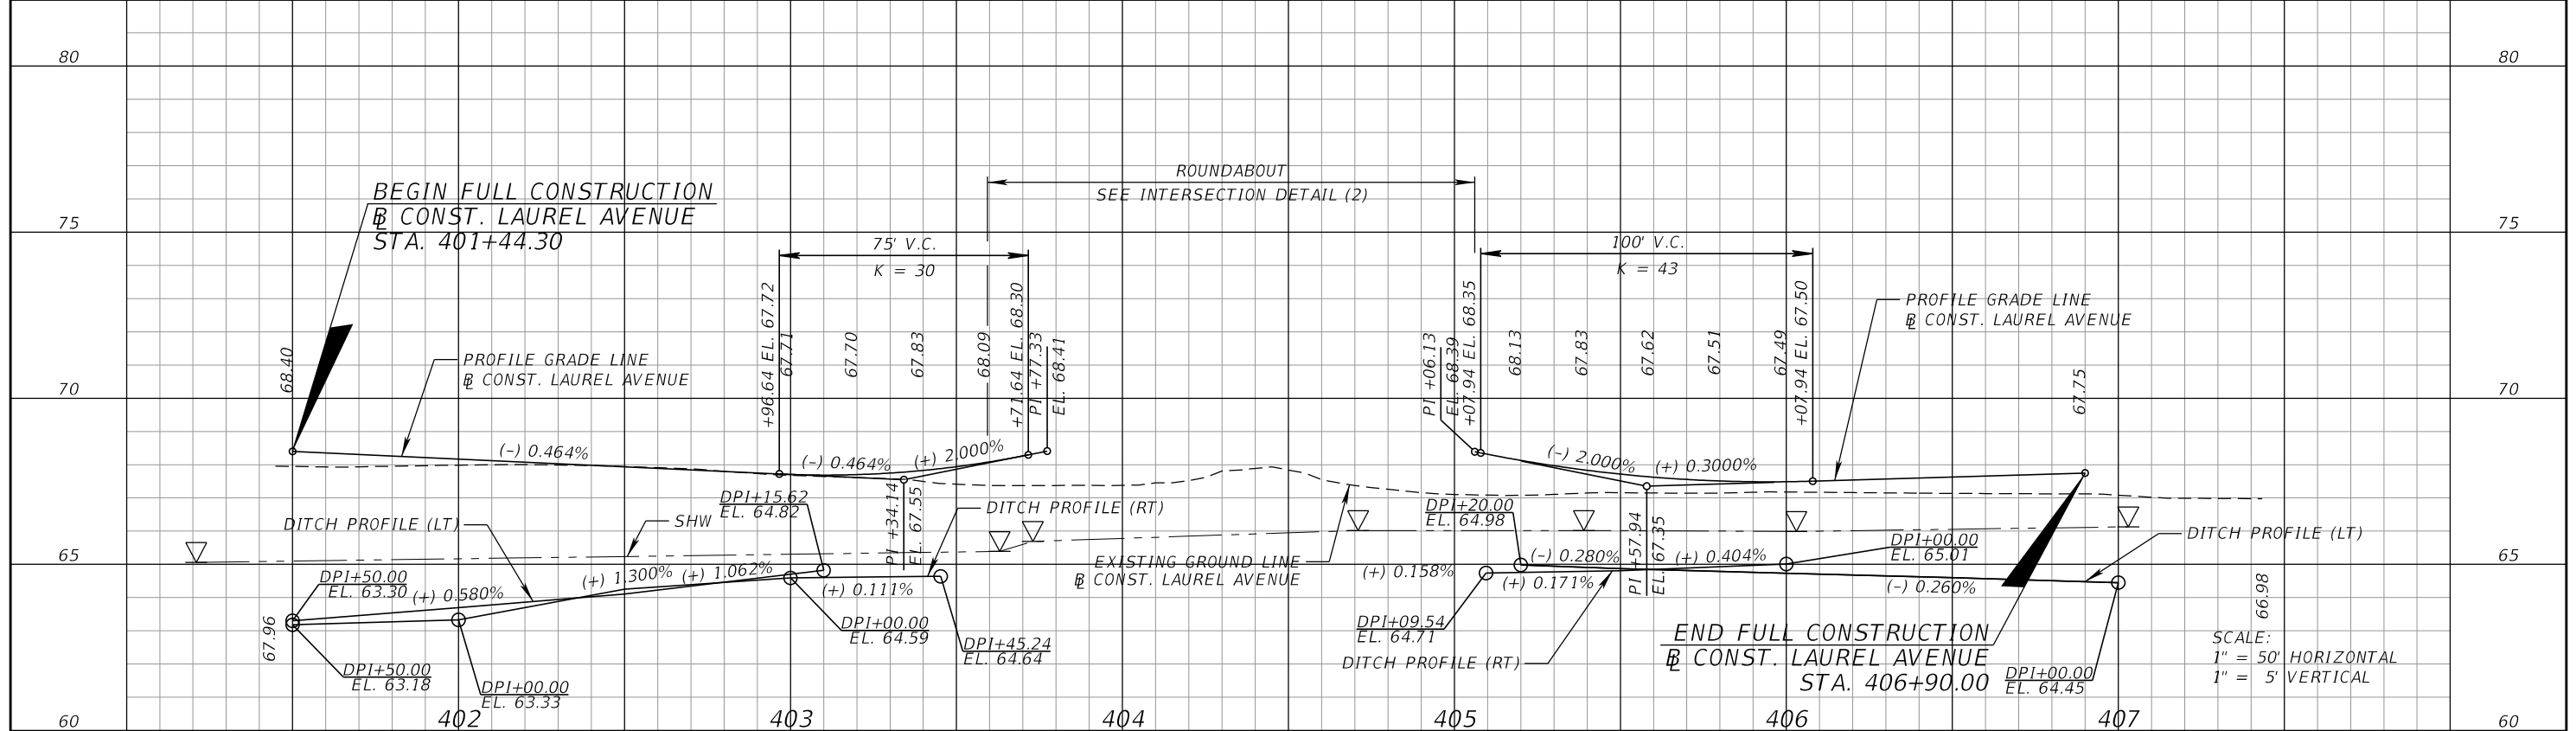 80
80
ROUNDABOUT
SEE INTERSECTION DETAIL (2)
BEGIN FULL CONSTRUCTION
BL CONST. LAUREL AVENUE
STA. 401+44.30
75
75
75' V.C.
K = 30
100' V.C.
K = 43
68.40
PROFILE GRADE LINE
BL CONST. LAUREL AVENUE
+96.64 EL. 67.72
67.71
67.70
67.83
68.09
+71.64 EL. 68.30
PI +77.33
EL. 68.41
PI +06.13
EL. 68.39
+07.94 EL. 68.35
68.13
67.83
67.62
67.51
67.49
+07.94 EL. 67.50
PROFILE GRADE LINE
BL CONST. LAUREL AVENUE
67.75
70
70
(-) 0.464%
(-) 0.464%
(+) 2.000%
(-) 2.000%
(+) 0.3000%
DPI+15.62
EL. 64.82
PI +34.14
EL. 67.55
DITCH PROFILE (RT)
DITCH PROFILE (LT)
SHW
DPI+20.00
EL. 64.98
EXISTING GROUND LINE
BL CONST. LAUREL AVENUE
PI +57.94
EL. 67.35
DPI+00.00
EL. 65.01
DITCH PROFILE (LT)
65
65
DPI+50.00
EL. 63.30
(+) 0.580%
(+) 1.300%
(+) 1.062%
(+) 0.111%
(+) 0.158%
(-) 0.280%
(+) 0.171%
(+) 0.404%
(-) 0.260%
67.96
DPI+50.00
EL. 63.18
DPI+00.00
EL. 63.33
DPI+00.00
EL. 64.59
DPI+45.24
EL. 64.64
DPI+09.54
EL. 64.71
DITCH PROFILE (RT)
END FULL CONSTRUCTION
BL CONST. LAUREL AVENUE
STA. 406+90.00
DPI+00.00
EL. 64.45
66.98
SCALE:
1" = 50' HORIZONTAL
1" = 5' VERTICAL
60
402
403
404
405
406
407
60